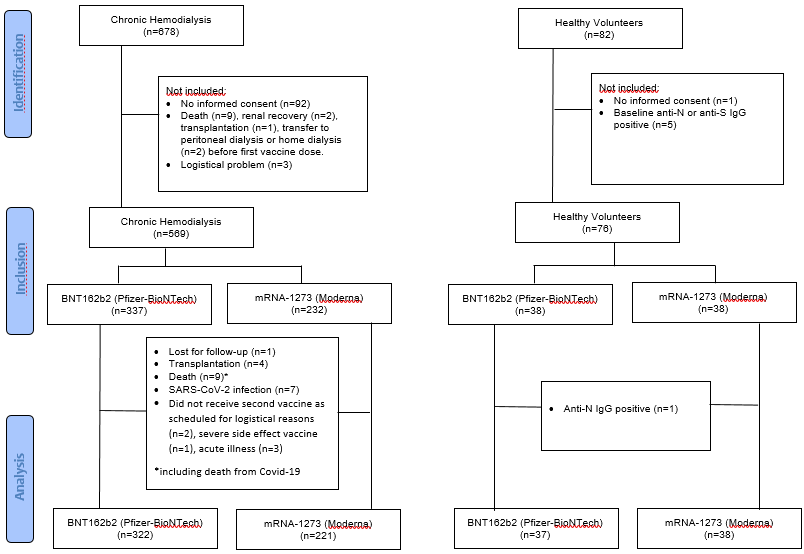 Identification
Chronic Hemodialysis
(n=678)
Not included:
• No informed consent (n=92)
• Death (n=9), renal recovery (n=2),
transplantation (n=1), transfer to
peritoneal dialysis or home dialysis
(n=2) before first vaccine dose.
• Logistical problem (n=3)
Healthy Volunteers
(n=82)
Not included:
• No informed consent (n=1)
• Baseline anti-N or anti-S IgG
positive (n=5)
Inclusion
Chronic Hemodialysis
(n=569)
BNT162b2 (Pfizer-BioNTech)
(n=337)
mRNA-1273 (Moderna)
(n=232)
Healthy Volunteers
(n=76)
BNT162b2 (Pfizer-BioNTech)
(n=38)
mRNA-1273 (Moderna)
(n=38)
• Lost for follow-up (n=1)
• Transplantation (n=4)
• Death (n=9)*
• SARS-CoV-2 infection (n=7)
• Did not receive second vaccine as
scheduled for logistical reasons
(n=2), severe side effect vaccine
(n=1), acute illness (n=3)
*including death from Covid-19
• Anti-N IgG positive (n=1)
Analysis
BNT162b2 (Pfizer-BioNTech)
(n=322)
mRNA-1273 (Moderna)
(n=221)
BNT162b2 (Pfizer-BioNTech)
(n=37)
mRNA-1273 (Moderna)
(n=38)